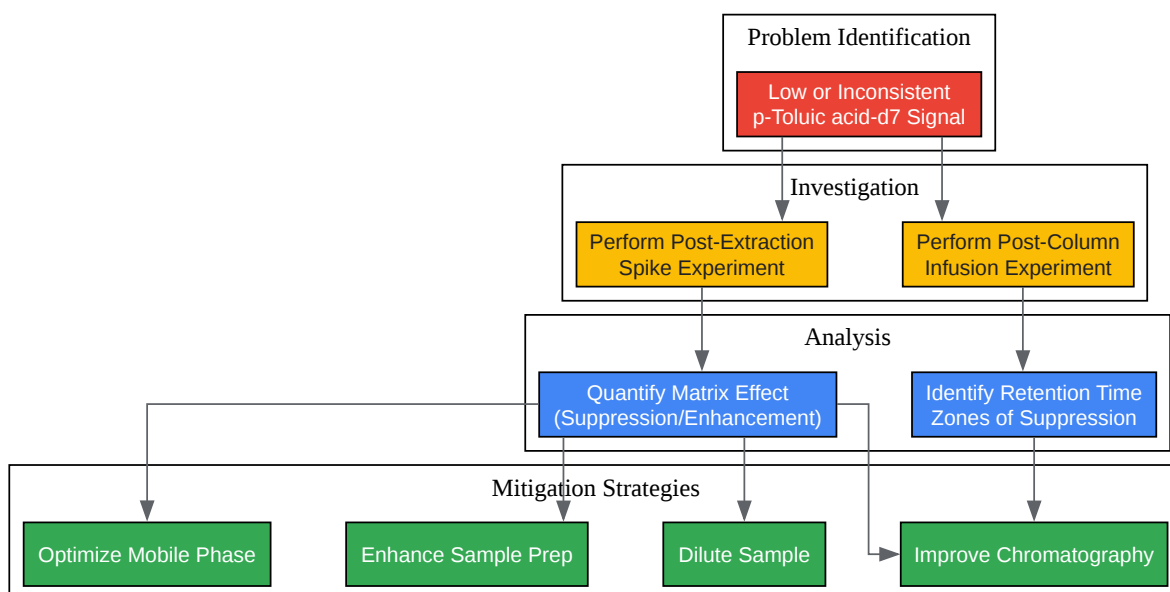 Problem Identification
Low or Inconsistent
p-Toluic acid-d7 Signal
Investigation
Perform Post-Extraction
Spike Experiment
Perform Post-Column
Infusion Experiment
Analysis
Quantify Matrix Effect
(Suppression/Enhancement)
Identify Retention Time
Zones of Suppression
Mitigation Strategies
Optimize Mobile Phase
Enhance Sample Prep
Dilute Sample
Improve Chromatography